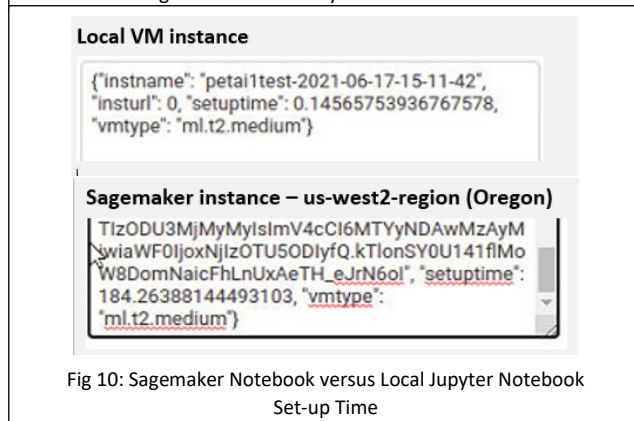 Local VM instance
{"instname": "petai1test-2021-06-17-15-11-42",
"insturl": 0, "setuptime": 0.14565753936767578,
"vmtype": "ml.t2.medium"}
Sagemaker instance – us-west2-region (Oregon)
TIzODU3MjMyMyIsImV4cCI6MTYyNDAwMzAyM
iwiaWF0IjoxNjIzOTU5ODIyfQ.kTlonSY0U141flMo
W8DomNaicFhLnUxAeTH_eJrN6oI", "setuptime":
184.26388144493103, "vmtype":
"ml.t2.medium"}
Fig 10: Sagemaker Notebook versus Local Jupyter Notebook
Set-up Time